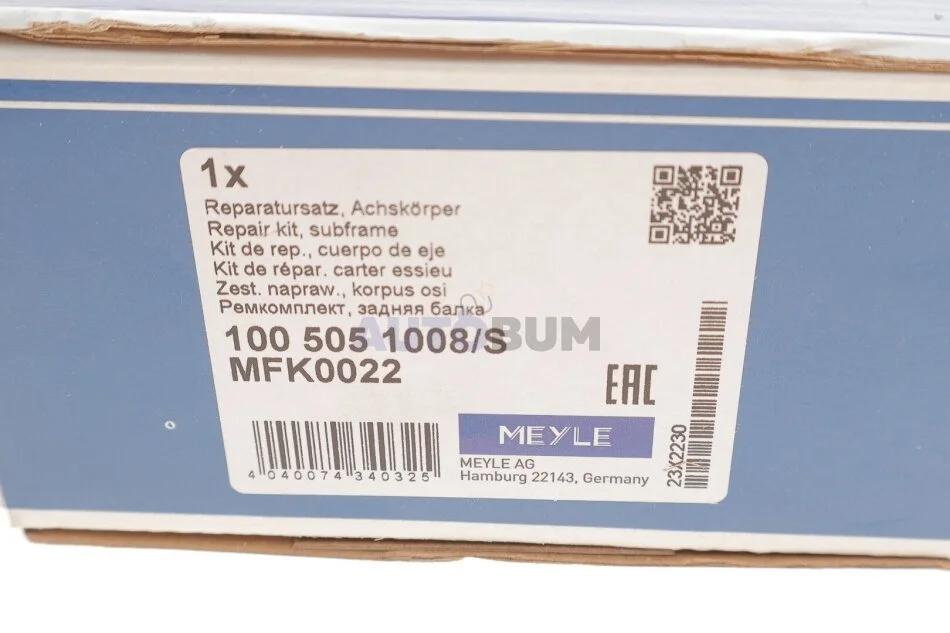 1x
Reparatursatz, Achskörper
Repair kit, subframe
Kit de rep., cuerpo de eje
Kit de répar. carter essieu
Zest. napraw., korpus osi
Ремкомплект, задняя балка
AUTOBUM
100 505 1008/S
MFK0022
EAC
MEYLE
MEYLE AG
Hamburg 22143, Germany
4 040074 340325
23X2230